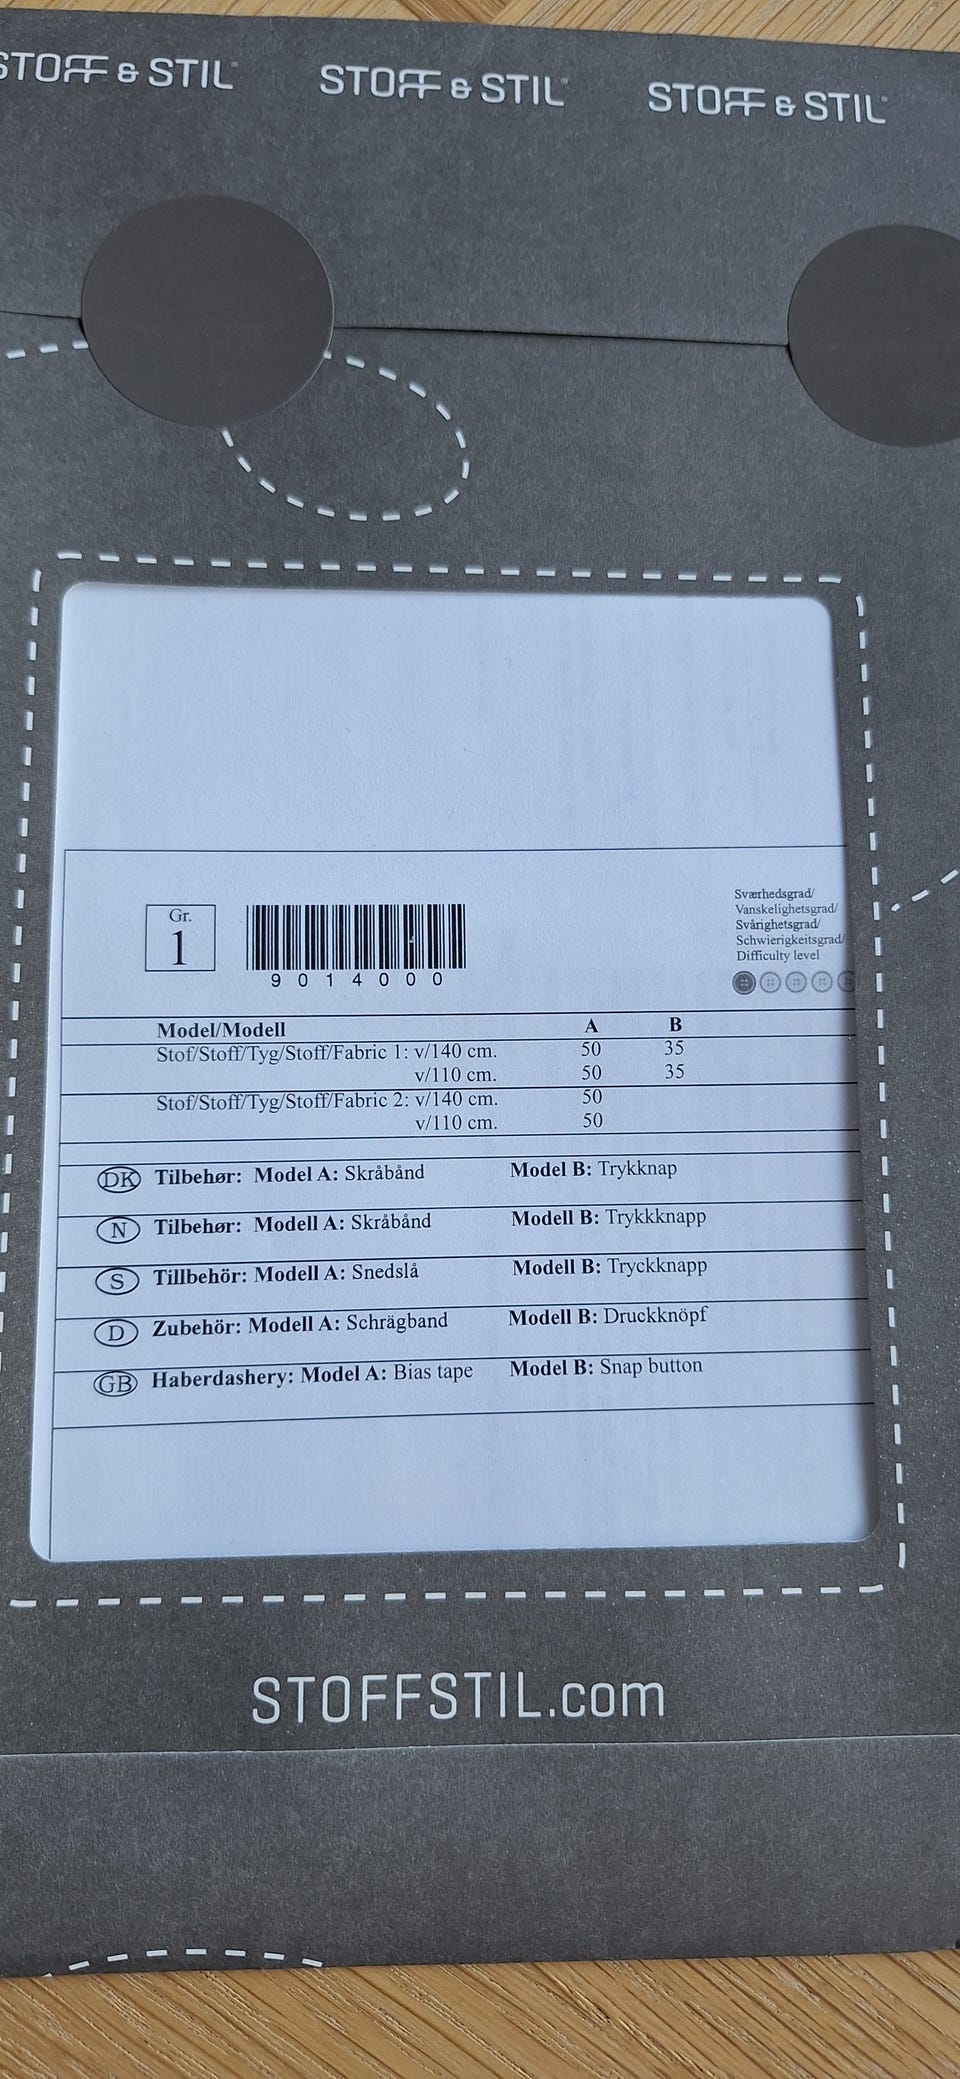 STOFF & STIL STOFF & STIL STOFF & STIL
Gr.
1
9014000
Sværhedsgrad/
Vanskelighetsgrad/
Svårighetsgrad/
Schwierigkeitsgrad/
Difficulty level
Model/Modell A B
Stof/Stoff/Tyg/Stoff/Fabric 1: v/140 cm. 50 35
v/110 cm. 50 35
Stof/Stoff/Tyg/Stoff/Fabric 2: v/140 cm. 50
v/110 cm. 50
DK Tilbehør: Model A: Skråbånd Model B: Trykknap
N Tilbehør: Modell A: Skråbånd Modell B: Trykkknapp
S Tillbehör: Modell A: Snedslå Modell B: Tryckknapp
D Zubehör: Modell A: Schrägband Modell B: Druckknöpf
GB Haberdashery: Model A: Bias tape Model B: Snap button
STOFFSTIL.com